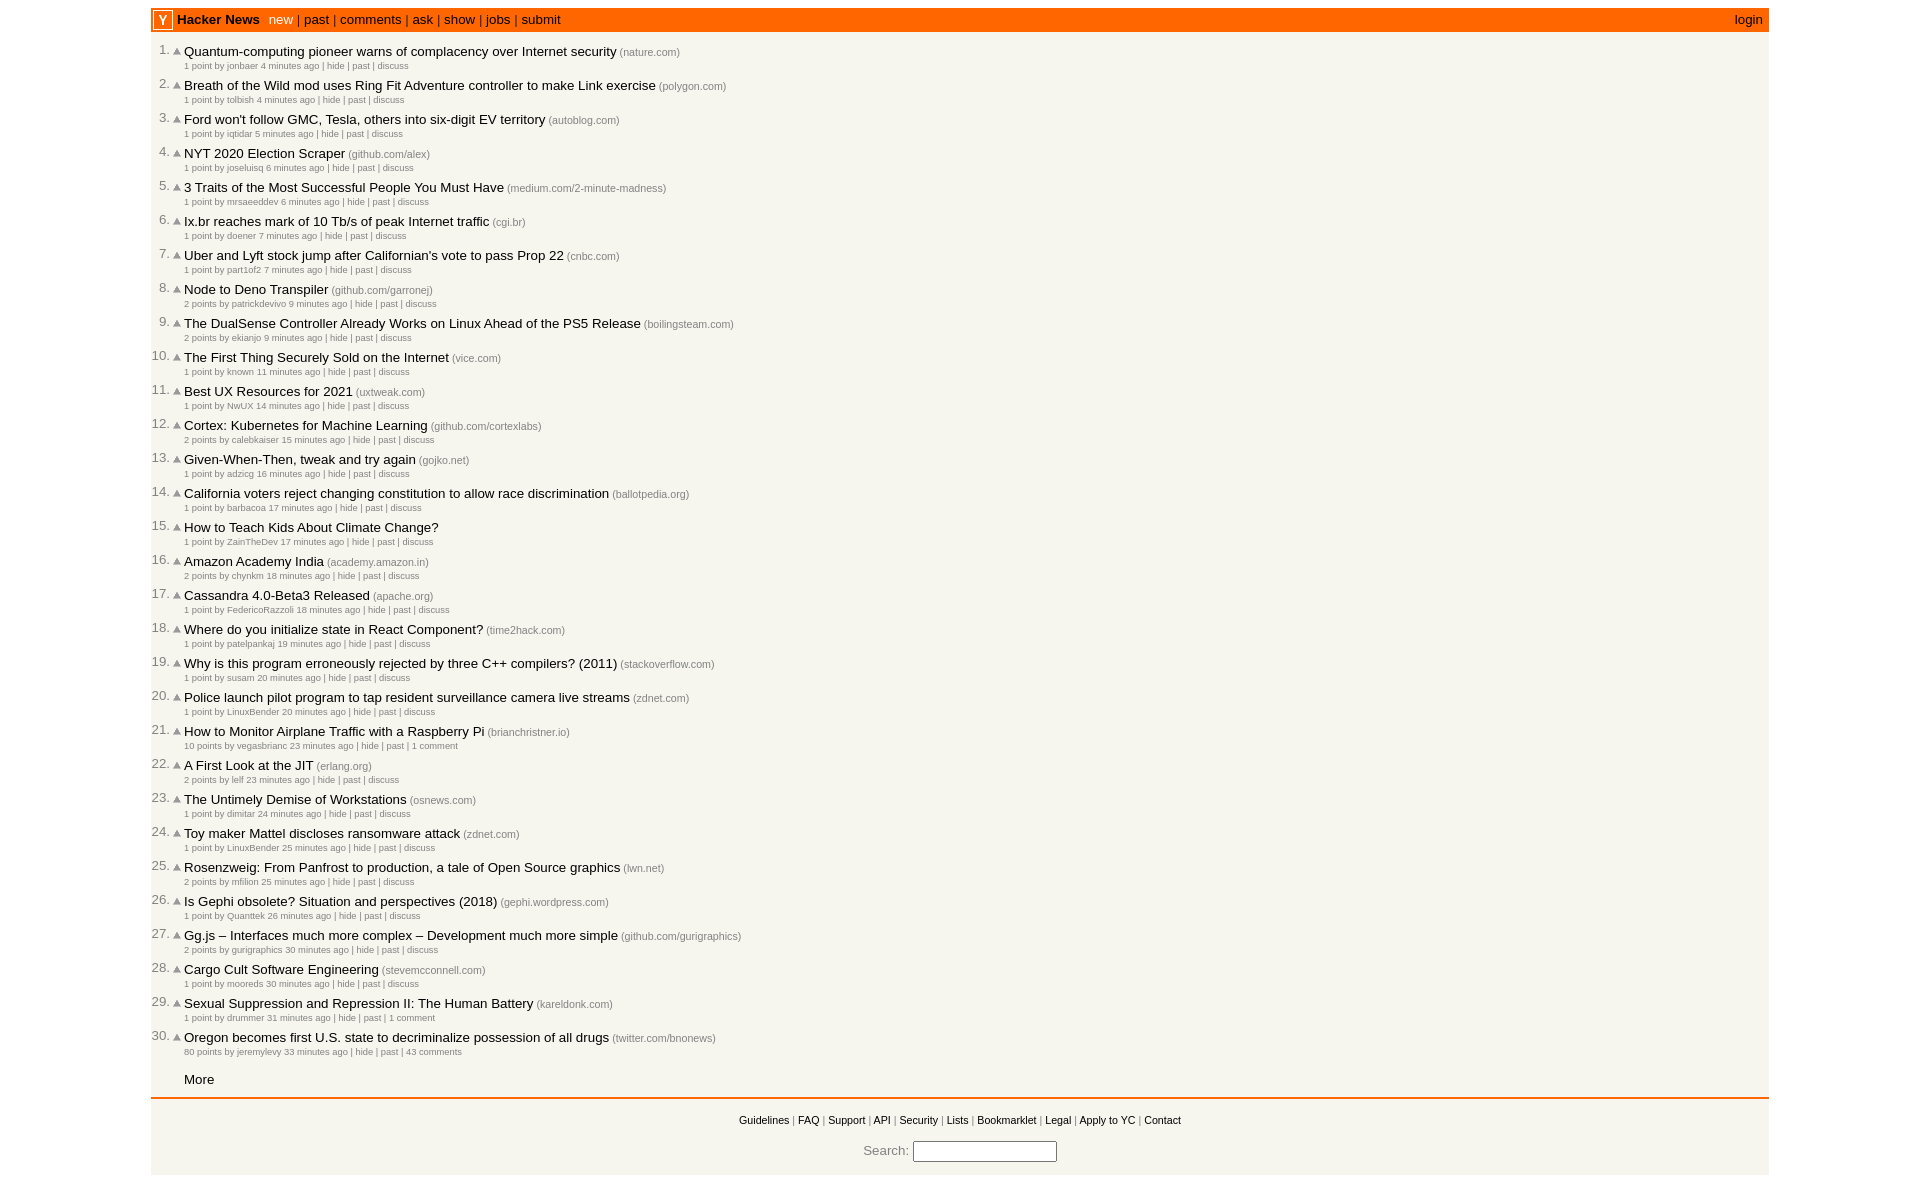 Y Hacker News new | past | comments | ask | show | jobs | submit login
1. Quantum-computing pioneer warns of complacency over Internet security (nature.com)
1 point by jonbaer 4 minutes ago | hide | past | discuss
2. Breath of the Wild mod uses Ring Fit Adventure controller to make Link exercise (polygon.com)
1 point by tolbish 4 minutes ago | hide | past | discuss
3. Ford won't follow GMC, Tesla, others into six-digit EV territory (autoblog.com)
1 point by iqtidar 5 minutes ago | hide | past | discuss
4. NYT 2020 Election Scraper (github.com/alex)
1 point by joseluisq 6 minutes ago | hide | past | discuss
5. 3 Traits of the Most Successful People You Must Have (medium.com/2-minute-madness)
1 point by mrsaeeddev 6 minutes ago | hide | past | discuss
6. Ix.br reaches mark of 10 Tb/s of peak Internet traffic (cgi.br)
1 point by doener 7 minutes ago | hide | past | discuss
7. Uber and Lyft stock jump after Californian's vote to pass Prop 22 (cnbc.com)
1 point by part1of2 7 minutes ago | hide | past | discuss
8. Node to Deno Transpiler (github.com/garronej)
2 points by patrickdevivo 9 minutes ago | hide | past | discuss
9. The DualSense Controller Already Works on Linux Ahead of the PS5 Release (boilingsteam.com)
2 points by ekianjo 9 minutes ago | hide | past | discuss
10. The First Thing Securely Sold on the Internet (vice.com)
1 point by known 11 minutes ago | hide | past | discuss
11. Best UX Resources for 2021 (uxtweak.com)
1 point by NwUX 14 minutes ago | hide | past | discuss
12. Cortex: Kubernetes for Machine Learning (github.com/cortexlabs)
2 points by calebkaiser 15 minutes ago | hide | past | discuss
13. Given-When-Then, tweak and try again (gojko.net)
1 point by adzicg 16 minutes ago | hide | past | discuss
14. California voters reject changing constitution to allow race discrimination (ballotpedia.org)
1 point by barbacoa 17 minutes ago | hide | past | discuss
15. How to Teach Kids About Climate Change?
1 point by ZainTheDev 17 minutes ago | hide | past | discuss
16. Amazon Academy India (academy.amazon.in)
2 points by chynkm 18 minutes ago | hide | past | discuss
17. Cassandra 4.0-Beta3 Released (apache.org)
1 point by FedericoRazzoli 18 minutes ago | hide | past | discuss
18. Where do you initialize state in React Component? (time2hack.com)
1 point by patelpankaj 19 minutes ago | hide | past | discuss
19. Why is this program erroneously rejected by three C++ compilers? (2011) (stackoverflow.com)
1 point by susam 20 minutes ago | hide | past | discuss
20. Police launch pilot program to tap resident surveillance camera live streams (zdnet.com)
1 point by LinuxBender 20 minutes ago | hide | past | discuss
21. How to Monitor Airplane Traffic with a Raspberry Pi (brianchristner.io)
10 points by vegasbrianc 23 minutes ago | hide | past | 1 comment
22. A First Look at the JIT (erlang.org)
2 points by lelf 23 minutes ago | hide | past | discuss
23. The Untimely Demise of Workstations (osnews.com)
1 point by dimitar 24 minutes ago | hide | past | discuss
24. Toy maker Mattel discloses ransomware attack (zdnet.com)
1 point by LinuxBender 25 minutes ago | hide | past | discuss
25. Rosenzweig: From Panfrost to production, a tale of Open Source graphics (lwn.net)
2 points by mfilion 25 minutes ago | hide | past | discuss
26. Is Gephi obsolete? Situation and perspectives (2018) (gephi.wordpress.com)
1 point by Quanttek 26 minutes ago | hide | past | discuss
27. Gg.js – Interfaces much more complex – Development much more simple (github.com/gurigraphics)
2 points by gurigraphics 30 minutes ago | hide | past | discuss
28. Cargo Cult Software Engineering (stevemcconnell.com)
1 point by mooreds 30 minutes ago | hide | past | discuss
29. Sexual Suppression and Repression II: The Human Battery (kareldonk.com)
1 point by drummer 31 minutes ago | hide | past | 1 comment
30. Oregon becomes first U.S. state to decriminalize possession of all drugs (twitter.com/bnonews)
80 points by jeremylevy 33 minutes ago | hide | past | 43 comments
More
Guidelines | FAQ | Support | API | Security | Lists | Bookmarklet | Legal | Apply to YC | Contact
Search: